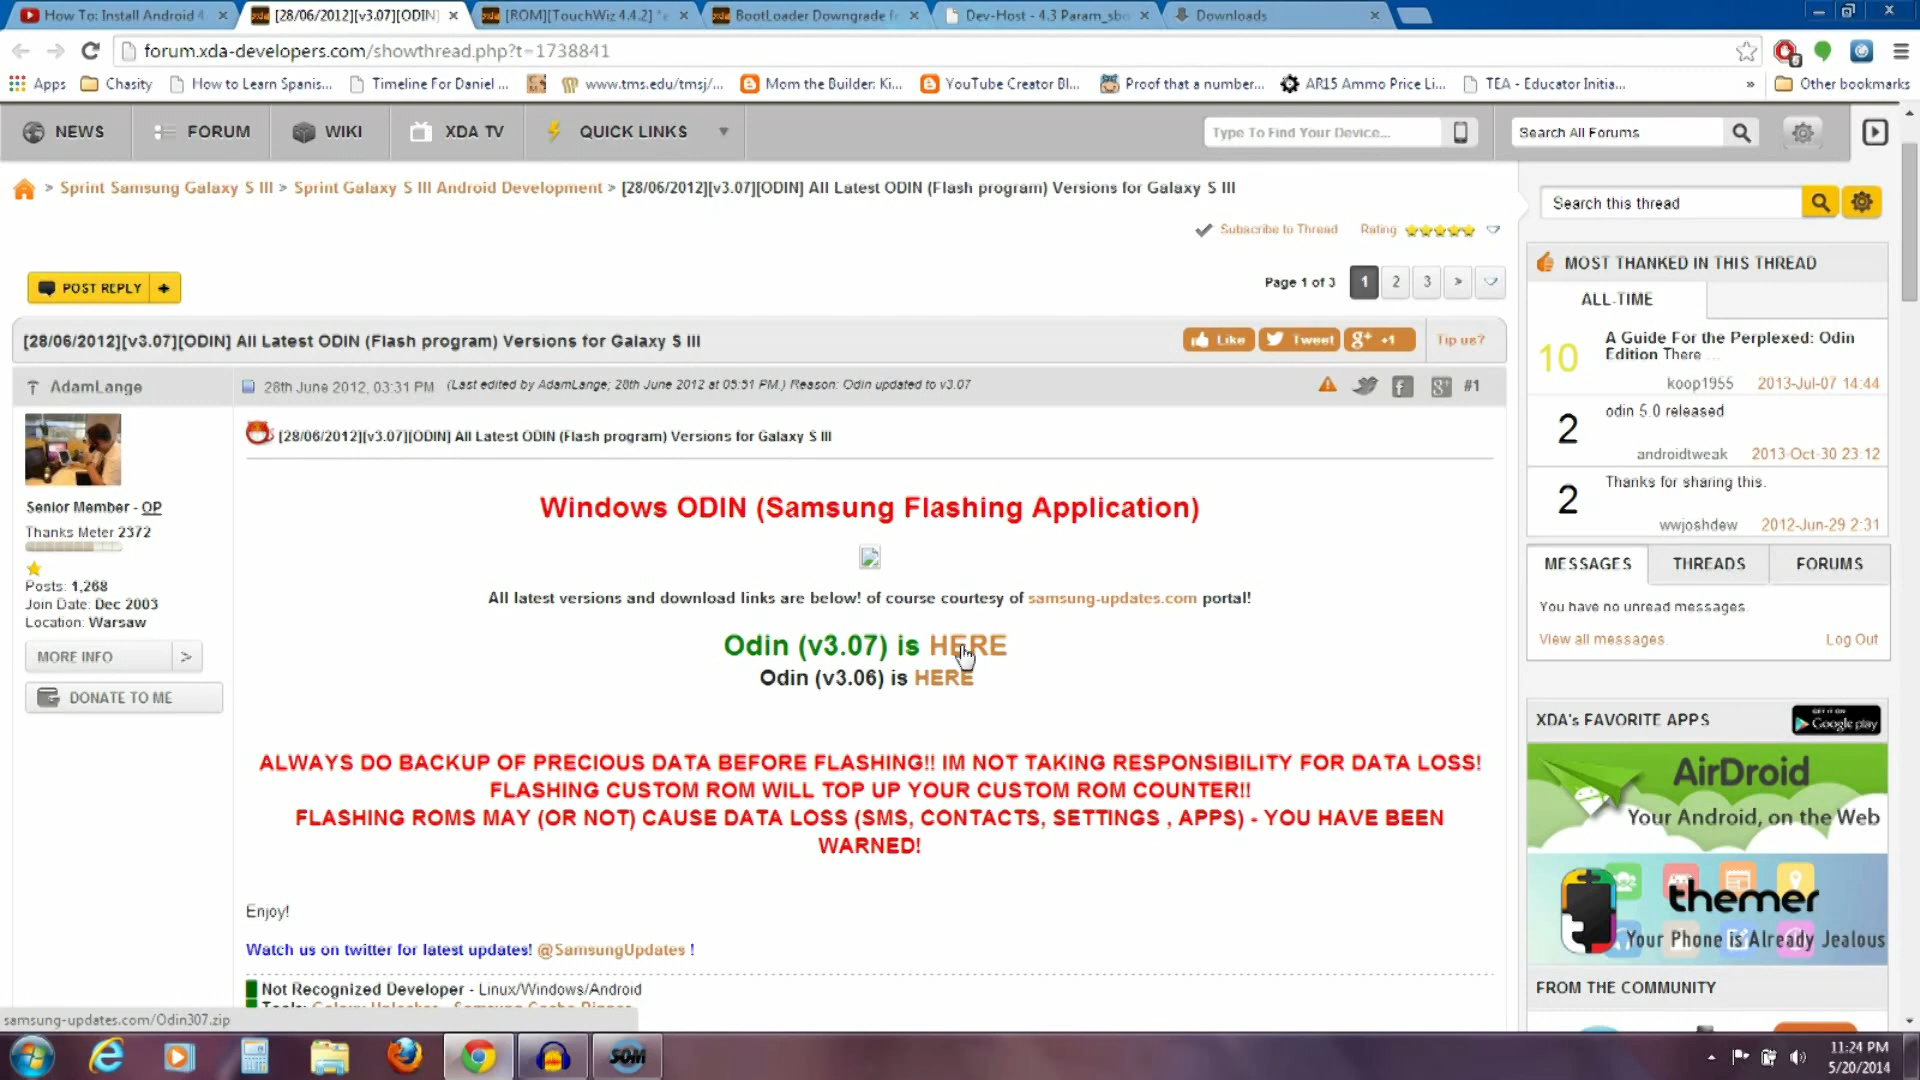 How To: Install Android 4
[28/06/2012][v3.07][ODIN]
[ROM][TouchWiz 4.4.2] *
BootLoader Downgrade f
Dev-Host - 4.3 Param_sbo
Downloads
forum.xda-developers.com/showthread.php?t=1738841
Apps
Chasity
How to Learn Spanis...
Timeline For Daniel ...
www.tms.edu/tmsj/...
Mom the Builder: Ki...
YouTube Creator Bl...
Proof that a number...
AR15 Ammo Price Li...
TEA - Educator Initia...
»
Other bookmarks
NEWS
FORUM
WIKI
XDA TV
QUICK LINKS
Type To Find Your Device...
Search All Forums
> Sprint Samsung Galaxy S III > Sprint Galaxy S III Android Development > [28/06/2012][v3.07][ODIN] All Latest ODIN (Flash program) Versions for Galaxy S III
Search this thread
Subscribe to Thread
Rating
POST REPLY +
Page 1 of 3
1 2 3 >
[28/06/2012][v3.07][ODIN] All Latest ODIN (Flash program) Versions for Galaxy S III
Like
Tweet
g+ +1
Tip us?
AdamLange
28th June 2012, 03:31 PM (Last edited by AdamLange; 28th June 2012 at 05:51 PM.) Reason: Odin updated to v3.07
#1
[28/06/2012][v3.07][ODIN] All Latest ODIN (Flash program) Versions for Galaxy S III
Senior Member - OP
Thanks Meter 2372
Posts: 1,268
Join Date: Dec 2003
Location: Warsaw
MORE INFO >
DONATE TO ME
Windows ODIN (Samsung Flashing Application)
All latest versions and download links are below! of course courtesy of samsung-updates.com portal!
Odin (v3.07) is HERE
Odin (v3.06) is HERE
ALWAYS DO BACKUP OF PRECIOUS DATA BEFORE FLASHING!! IM NOT TAKING RESPONSIBILITY FOR DATA LOSS!
FLASHING CUSTOM ROM WILL TOP UP YOUR CUSTOM ROM COUNTER!!
FLASHING ROMS MAY (OR NOT) CAUSE DATA LOSS (SMS, CONTACTS, SETTINGS , APPS) - YOU HAVE BEEN
WARNED!
Enjoy!
Watch us on twitter for latest updates! @SamsungUpdates !
Not Recognized Developer - Linux/Windows/Android
samsung-updates.com/Odin307.zip
MOST THANKED IN THIS THREAD
ALL-TIME
10
A Guide For the Perplexed: Odin
Edition There ...
koop1955 2013-Jul-07 14:44
2
odin 5.0 released
androidtweak 2013-Oct-30 23:12
2
Thanks for sharing this.
wwjoshdew 2012-Jun-29 2:31
MESSAGES
THREADS
FORUMS
You have no unread messages.
View all messages.
Log Out
XDA's FAVORITE APPS
GET IT ON
Google play
AirDroid
Your Android, on the Web
themer
Your Phone is Already Jealous
FROM THE COMMUNITY
SOM
11:24 PM
5/20/2014